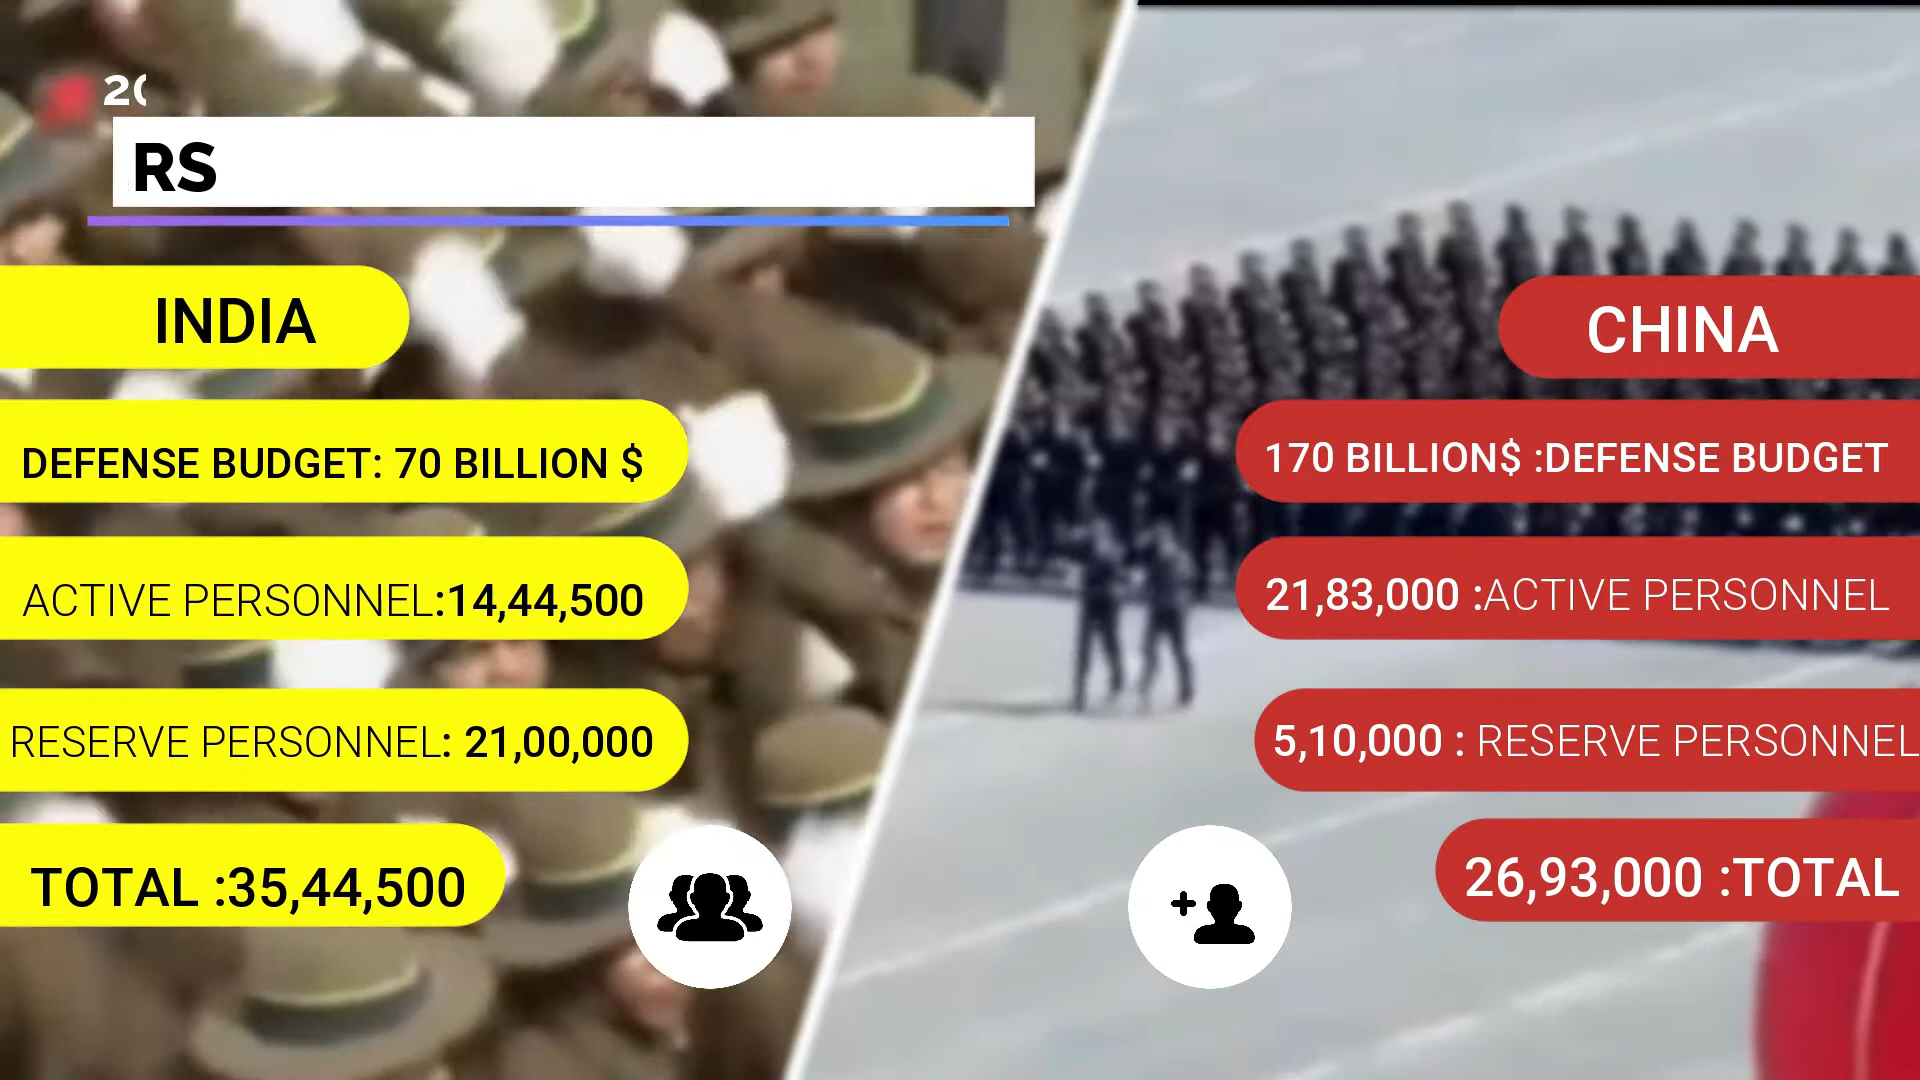 RS
INDIA
DEFENSE BUDGET: 70 BILLION $
ACTIVE PERSONNEL:14,44,500
RESERVE PERSONNEL: 21,00,000
TOTAL :35,44,500
CHINA
170 BILLION$ :DEFENSE BUDGET
21,83,000 :ACTIVE PERSONNEL
5,10,000 : RESERVE PERSONNEL
26,93,000 :TOTAL